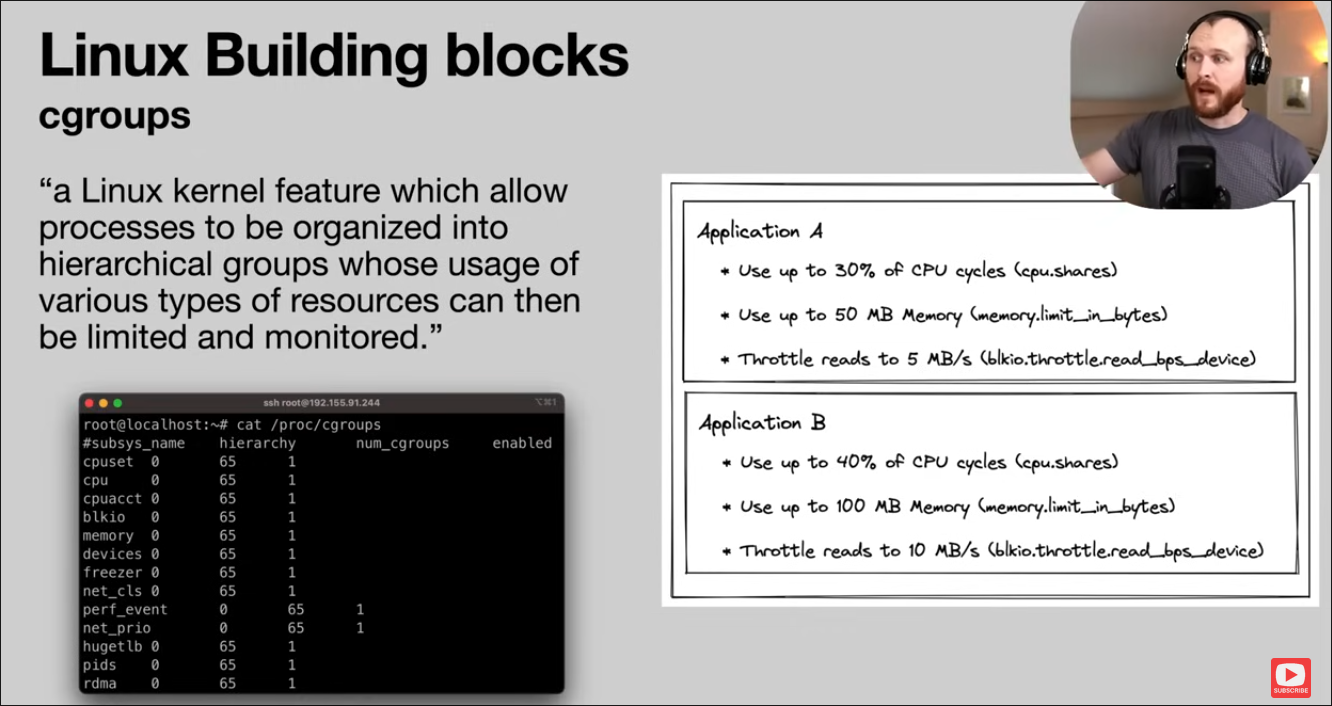 Linux Building blocks
cgroups
“a Linux kernel feature which allow
processes to be organized into
hierarchical groups whose usage of
various types of resources can then
be limited and monitored.”
ssh root@192.155.91.244
⌥⌘1
root@localhost:~# cat /proc/cgroups
#subsys_name hierarchy num_cgroups enabled
cpuset 0 65 1
cpu 0 65 1
cpuacct 0 65 1
blkio 0 65 1
memory 0 65 1
devices 0 65 1
freezer 0 65 1
net_cls 0 65 1
perf_event 0 65 1
net_prio 0 65 1
hugetlb 0 65 1
pids 0 65 1
rdma 0 65 1
Application A
* Use up to 30% of CPU cycles (cpu.shares)
* Use up to 50 MB Memory (memory.limit_in_bytes)
* Throttle reads to 5 MB/s (blkio.throttle.read_bps_device)
Application B
* Use up to 40% of CPU cycles (cpu.shares)
* Use up to 100 MB Memory (memory.limit_in_bytes)
* Throttle reads to 10 MB/s (blkio.throttle.read_bps_device)
SUBSCRIBE